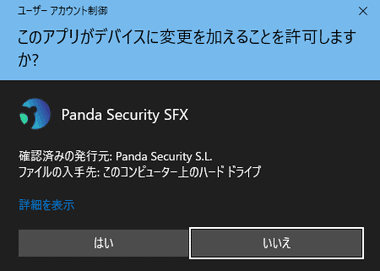 ユーザー アカウント制御
このアプリがデバイスに変更を加えることを許可します
か?
Panda Security SFX
確認済みの発行元: Panda Security S.L.
ファイルの入手先: このコンピューター上のハード ドライブ
詳細を表示
はい
いいえ